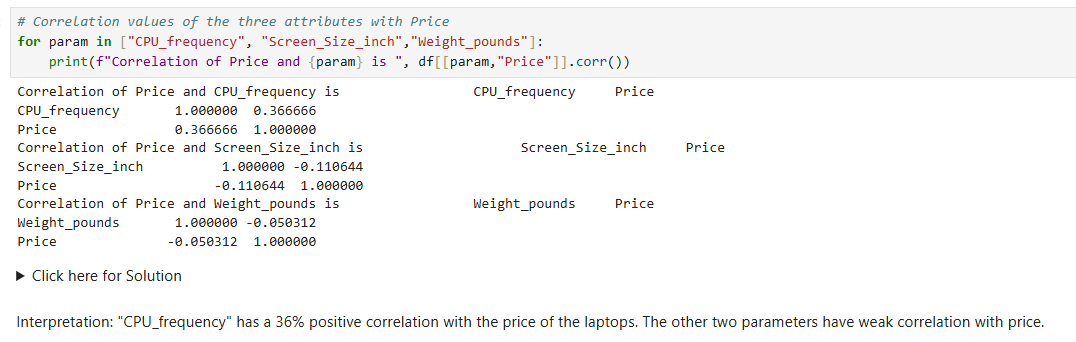 # Correlation values of the three attributes with Price
for param in ["CPU_frequency", "Screen_Size_inch","Weight_pounds"]:
    print(f"Correlation of Price and {param} is ", df[[param,"Price"]].corr())
Correlation of Price and CPU_frequency is                 CPU_frequency     Price
CPU_frequency       1.000000  0.366666
Price               0.366666  1.000000
Correlation of Price and Screen_Size_inch is                    Screen_Size_inch     Price
Screen_Size_inch          1.000000 -0.110644
Price                    -0.110644  1.000000
Correlation of Price and Weight_pounds is                 Weight_pounds     Price
Weight_pounds       1.000000 -0.050312
Price              -0.050312  1.000000
▶ Click here for Solution
Interpretation: "CPU_frequency" has a 36% positive correlation with the price of the laptops. The other two parameters have weak correlation with price.